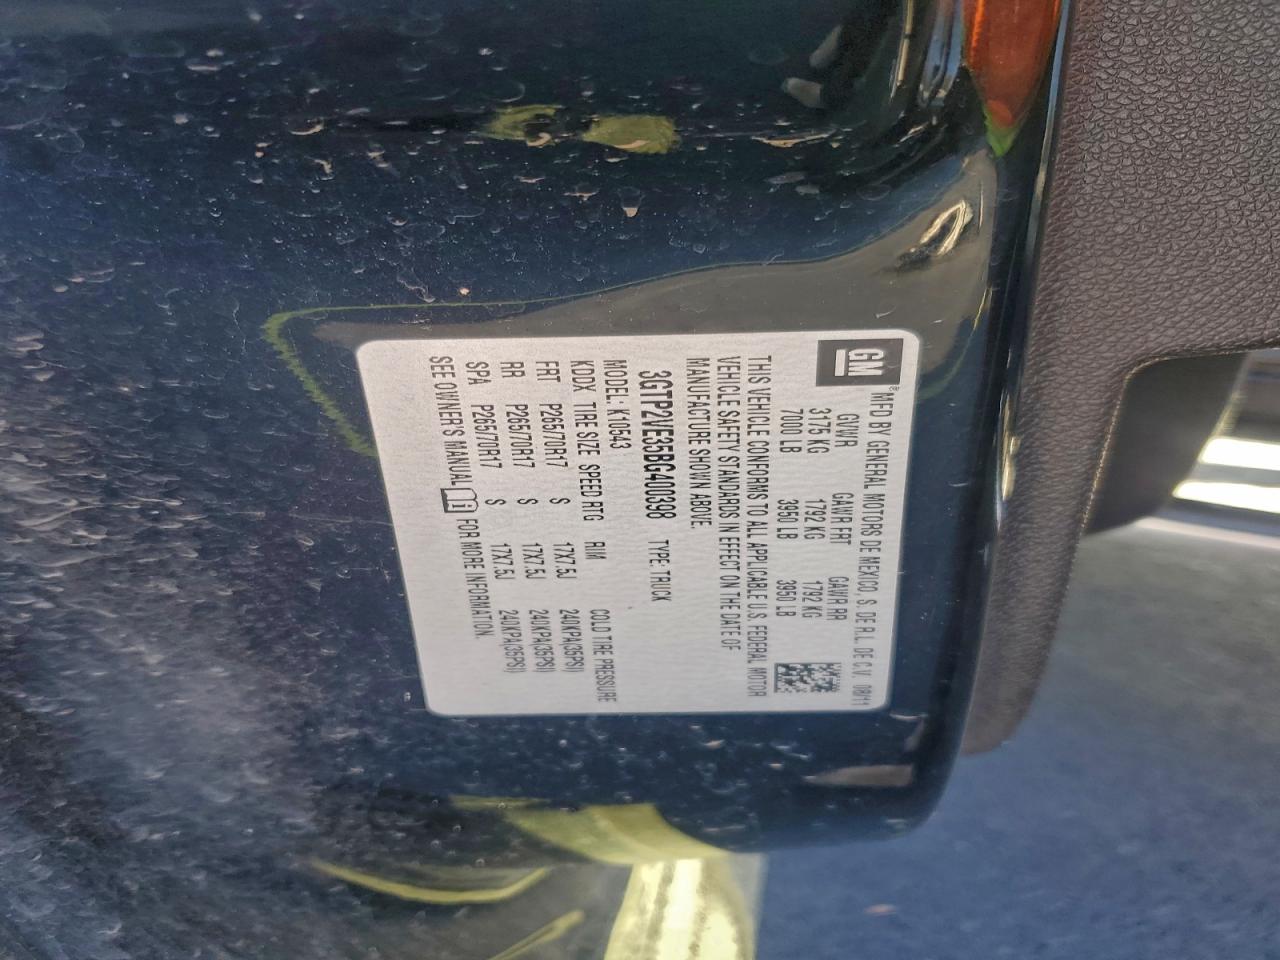 GM
® MFD BY GENERAL MOTORS DE MEXICO, S. DE R.L. DE C.V. 08/11
GVWR GAWR FRT GAWR RR
3175 KG 1792 KG 1792 KG
7000 LB 3950 LB 3950 LB
THIS VEHICLE CONFORMS TO ALL APPLICABLE U.S. FEDERAL MOTOR
VEHICLE SAFETY STANDARDS IN EFFECT ON THE DATE OF
MANUFACTURE SHOWN ABOVE.
3GTP2VE35BG400398 TYPE: TRUCK
MODEL: K10543
KDDX TIRE SIZE SPEED RTG RIM COLD TIRE PRESSURE
FRT P265/70R17 S 17X7.5J 240KPA(35PSI)
RR P265/70R17 S 17X7.5J 240KPA(35PSI)
SPA P265/70R17 S 17X7.5J 240KPA(35PSI)
SEE OWNER'S MANUAL FOR MORE INFORMATION.